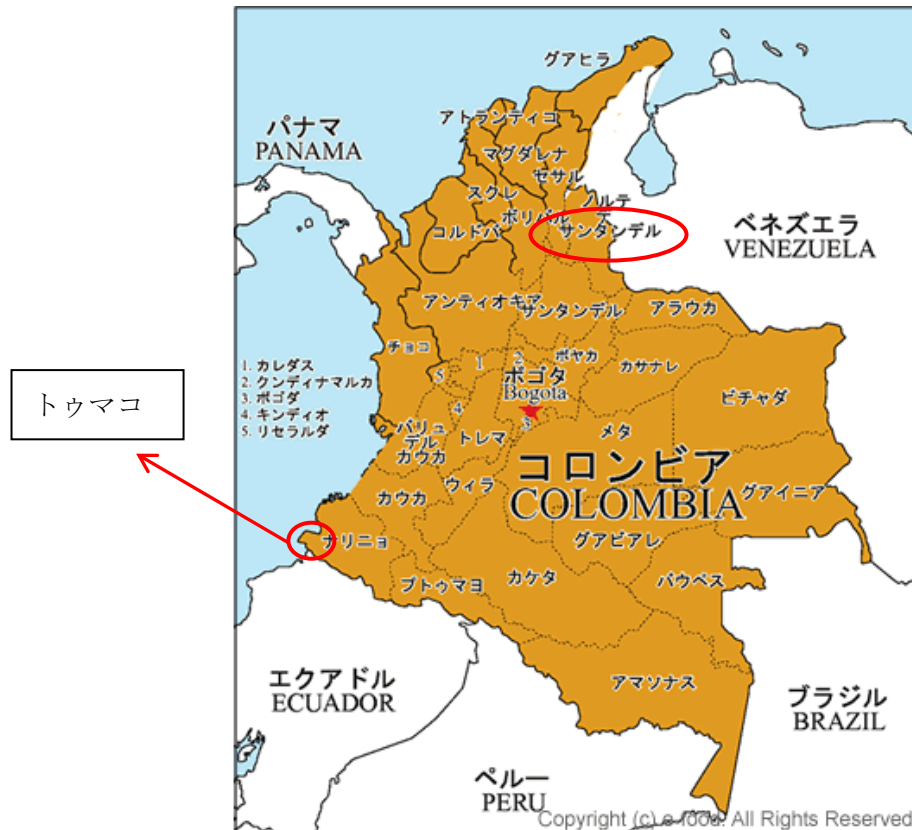 グアヒラ
アトランティコ
パナマ
PANAMA
マグダレナ
セサル
スクレ
ノルテ
デ
ボリバル
サンタンデル
コルドバ
ベネズエラ
VENEZUELA
アンティオキア
サンタンデル
アラウカ
チョコ
1. カレダス
2. クンディナマルカ
3. ボゴダ
4. キンディオ
5. リセラルダ
1
2
ボヤカ
カサナレ
5
ボゴタ
Bogota
ビチャダ
トゥマコ
4
3
バリュ
デル
カウカ
トレマ
メタ
コロンビア
COLOMBIA
ウィラ
カウカ
グアイニア
ナリニョ
グアビアレ
プトゥマヨ
カケタ
バウペス
エクアドル
ECUADOR
アマソナス
ブラジル
BRAZIL
ペルー
PERU
Copyright (c) e-food. All Rights Reserved